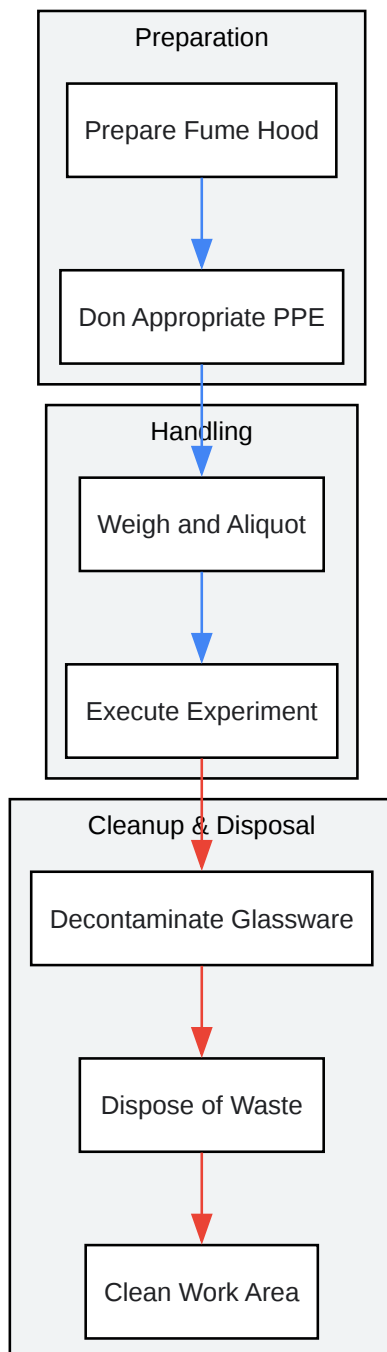 Preparation
Prepare Fume Hood
Don Appropriate PPE
Handling
Weigh and Aliquot
Execute Experiment
Cleanup & Disposal
Decontaminate Glassware
Dispose of Waste
Clean Work Area